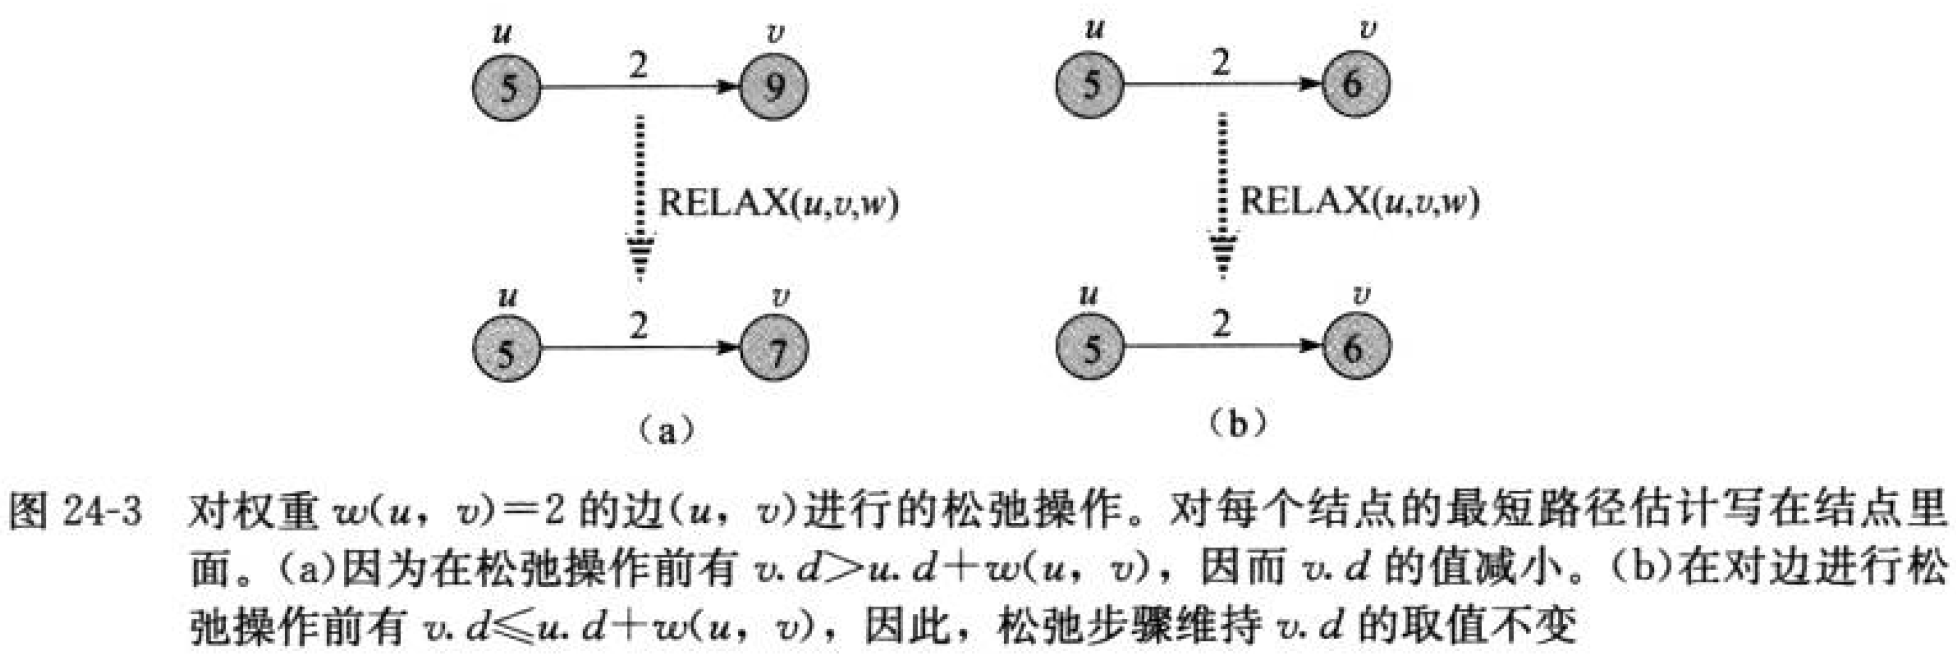 u v u v
5 2 9 5 2 6
RELAX(u,v,w) RELAX(u,v,w)
u v u v
5 2 7 5 2 6
(a) (b)
图 24-3 对权重 w(u, v)=2 的边(u, v)进行的松弛操作。对每个结点的最短路径估计写在结点里
面。(a)因为在松弛操作前有 v.d>u.d+w(u, v)，因而 v.d 的值减小。(b)在对边进行松
弛操作前有 v.d≤u.d+w(u, v)，因此，松弛步骤维持 v.d 的取值不变